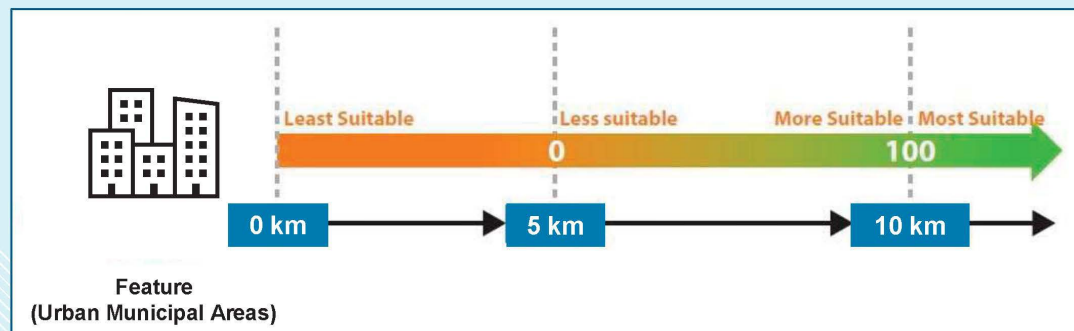 Least Suitable
Less suitable
More Suitable
Most Suitable
0
100
0 km
5 km
10 km
Feature
(Urban Municipal Areas)